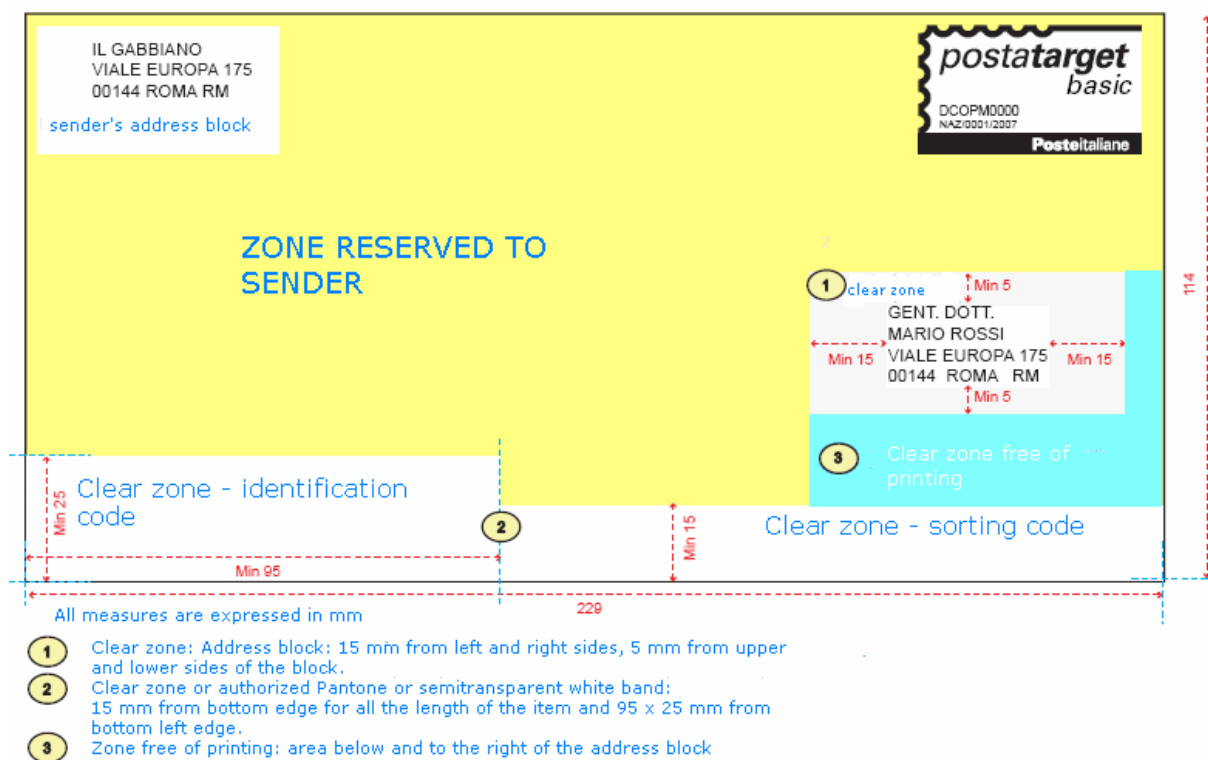 IL GABBIANO
VIALE EUROPA 175
00144 ROMA RM
sender's address block
postatarget
basic
DCOPM0000
NAZ/0001/2007
Posteitaliane
ZONE RESERVED TO
SENDER
2
1
clear zone
Min 5
GENT. DOTT.
MARIO ROSSI
Min 15
VIALE EUROPA 175
Min 15
00144 ROMA RM
Min 5
114
3
Clear zone free of
printing
Clear zone - identification
code
Min 25
2
Min 15
Clear zone - sorting code
Min 95
229
All measures are expressed in mm
1
Clear zone: Address block: 15 mm from left and right sides, 5 mm from upper
and lower sides of the block.
2
Clear zone or authorized Pantone or semitransparent white band:
15 mm from bottom edge for all the length of the item and 95 x 25 mm from
bottom left edge.
3
Zone free of printing: area below and to the right of the address block